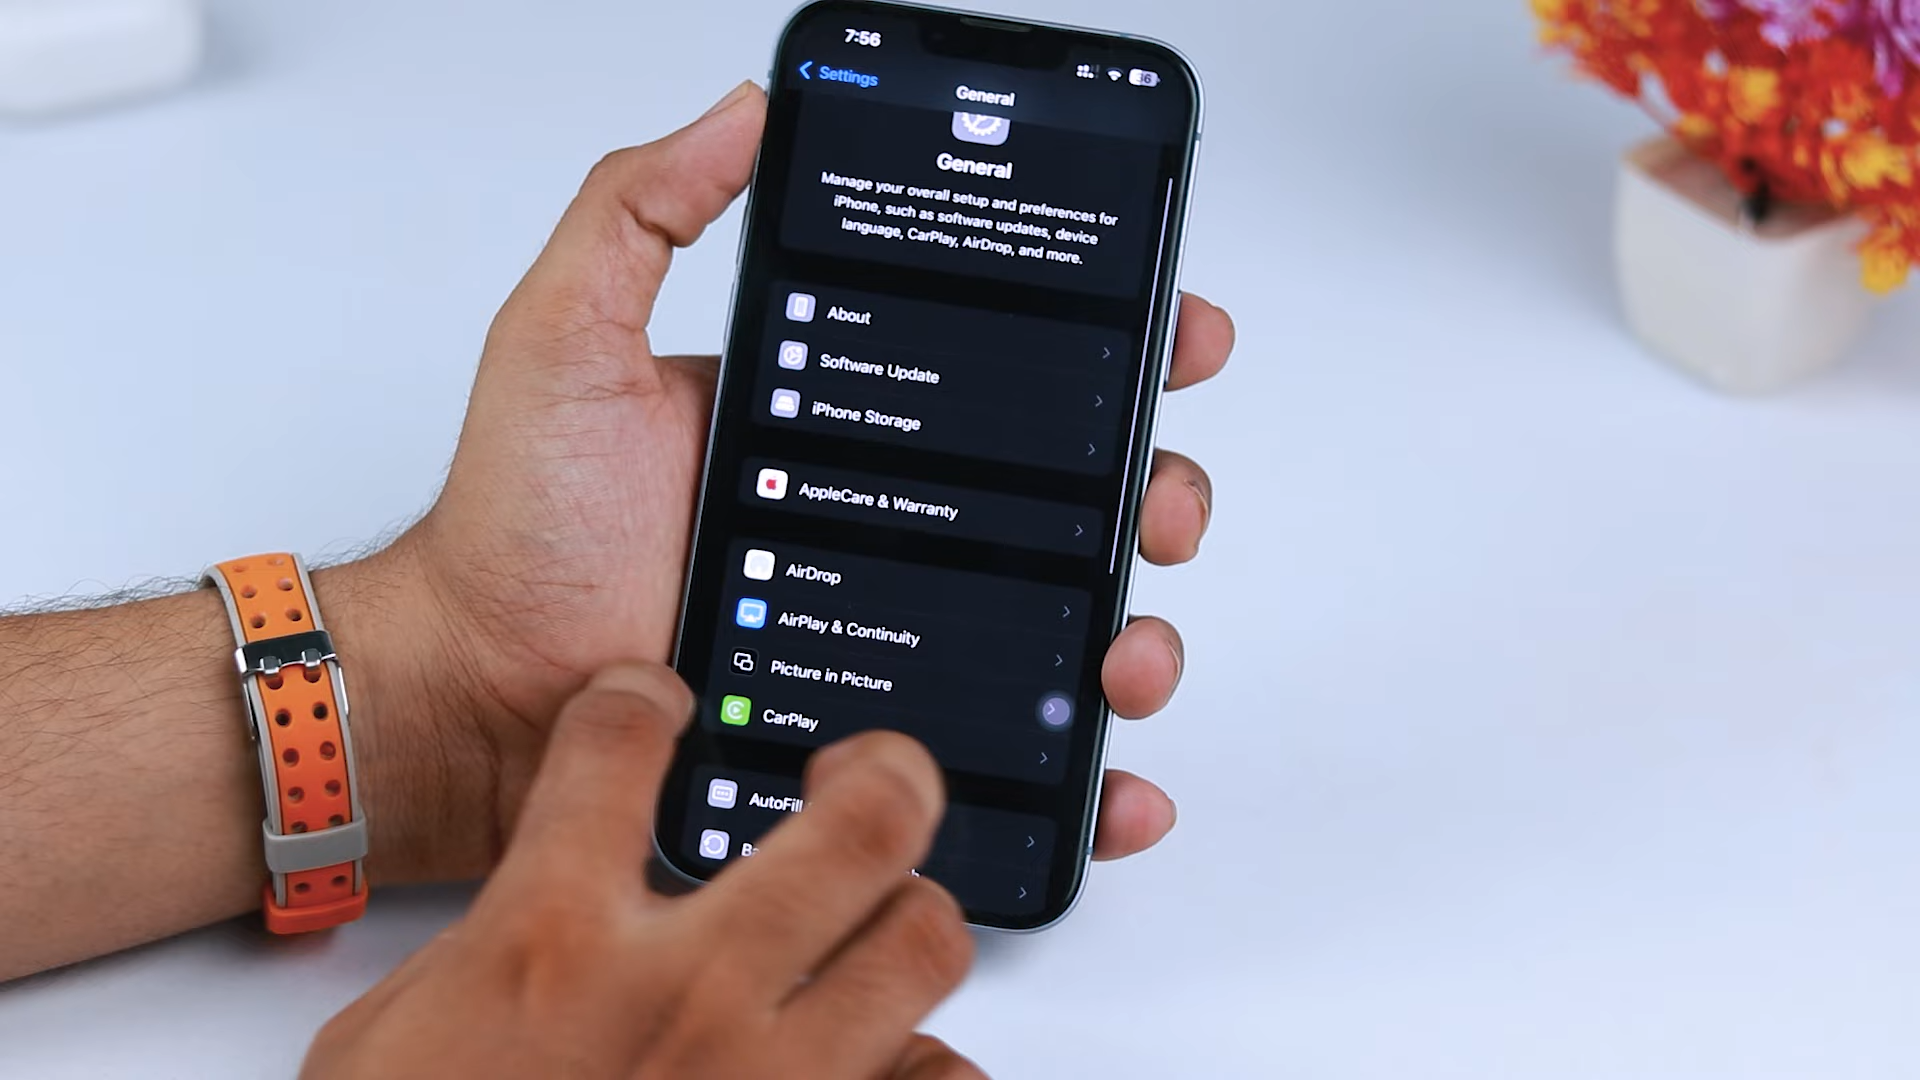 7:56
36
Settings
General
General
Manage your overall setup and preferences for
iPhone, such as software updates, device
language, CarPlay, AirDrop, and more.
About
Software Update
iPhone Storage
AppleCare & Warranty
AirDrop
AirPlay & Continuity
Picture in Picture
CarPlay
AutoFill